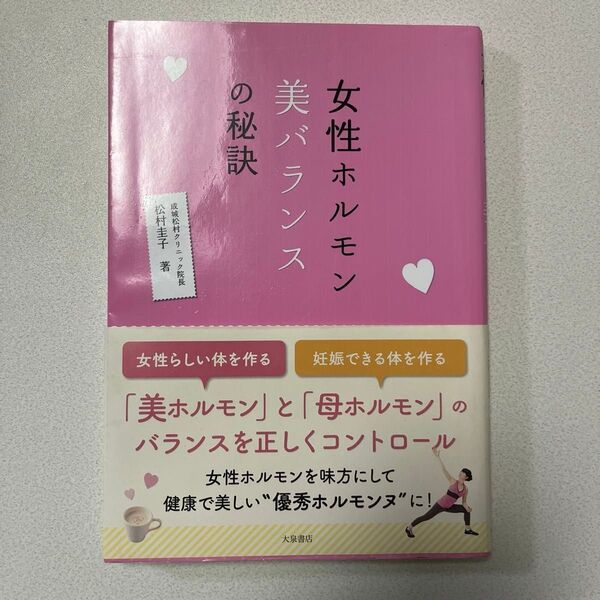 女性ホルモン
美バランス
の秘訣
成城松村クリニック院長
松村圭子 著
女性らしい体を作る
妊娠できる体を作る
「美ホルモン」と「母ホルモン」の
バランスを正しくコントロール
女性ホルモンを味方にして
健康で美しい“優秀ホルモンヌ”に!
大泉書店